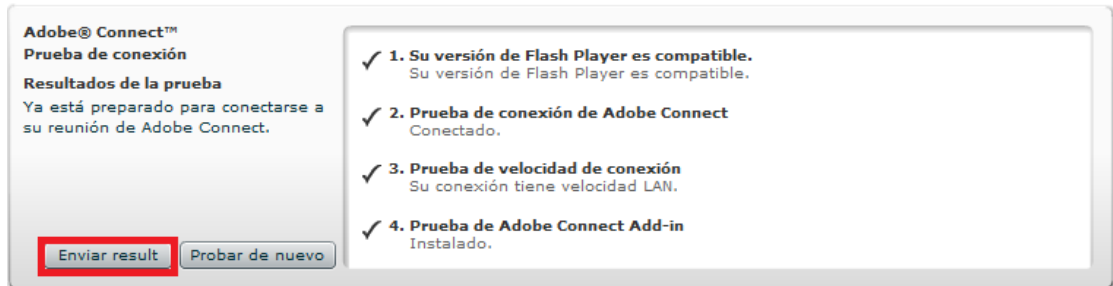 Adobe® Connect™
Prueba de conexión
Resultados de la prueba
Ya está preparado para conectarse a
su reunión de Adobe Connect.
Enviar result
Probar de nuevo
1. Su versión de Flash Player es compatible.
Su versión de Flash Player es compatible.
2. Prueba de conexión de Adobe Connect
Conectado.
3. Prueba de velocidad de conexión
Su conexión tiene velocidad LAN.
4. Prueba de Adobe Connect Add-in
Instalado.